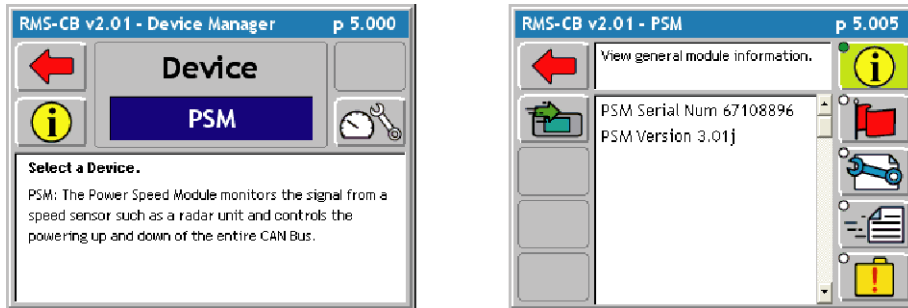 RMS-CB v2.01 - Device Manager p 5.000
Device
PSM
Select a Device.
PSM: The Power Speed Module monitors the signal from a
speed sensor such as a radar unit and controls the
powering up and down of the entire CAN Bus.
RMS-CB v2.01 - PSM p 5.005
View general module information.
PSM Serial Num 67108896
PSM Version 3.01j